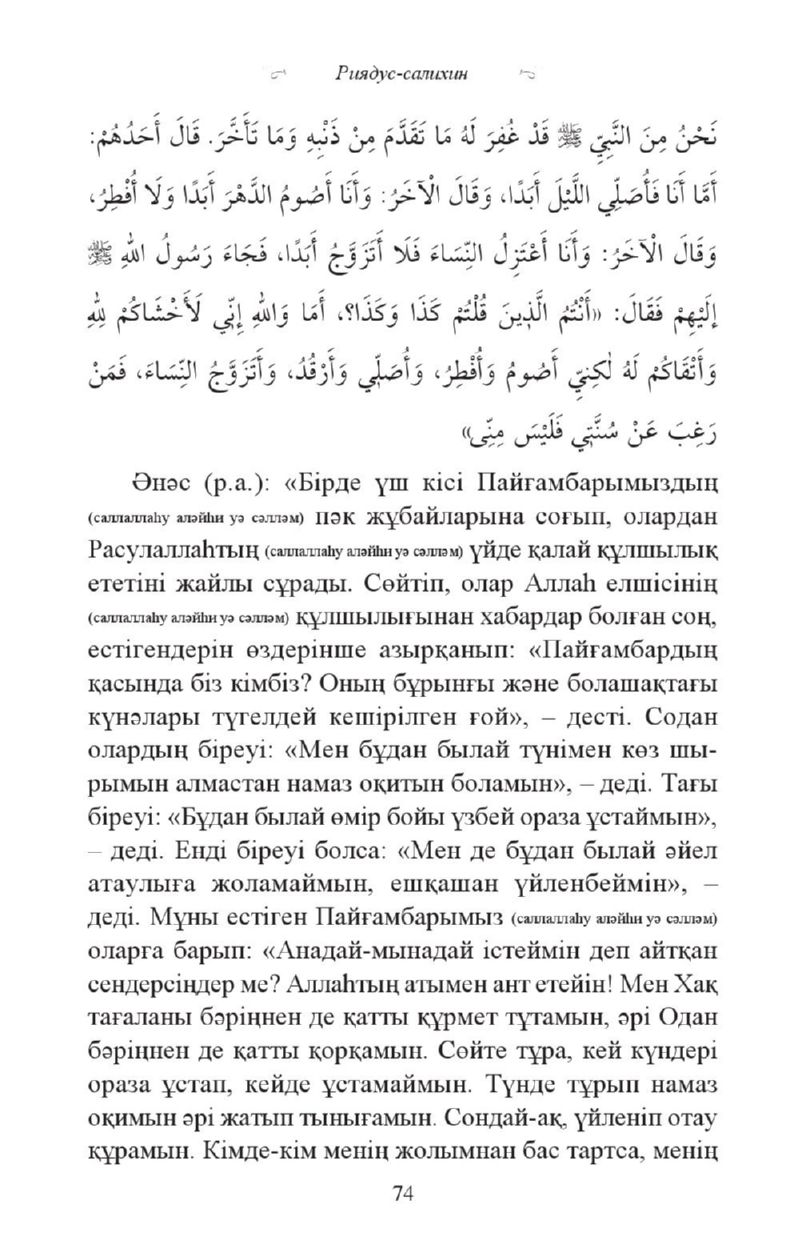 Риядус-салихин
نَحْنُ مِنَ النَّبِيِّ ﷺ قَدْ غُفِرَ لَهُ مَا تَقَدَّمَ مِنْ ذَنْبِهِ وَمَا تَأَخَّرَ. قَالَ أَحَدُهُمْ:
أَمَّا أَنَا فَأُصَلِّي اللَّيْلَ أَبَدًا، وَقَالَ الْآخَرُ: وَأَنَا أَصُومُ الدَّهْرَ أَبَدًا وَلَا أُفْطِرُ،
وَقَالَ الْآخَرُ: وَأَنَا أَعْتَزِلُ النِّسَاءَ فَلَا أَتَزَوَّجُ أَبَدًا، فَجَاءَ رَسُولُ اللهِ ﷺ
إِلَيْهِمْ فَقَالَ: «أَنْتُمُ الَّذِينَ قُلْتُمْ كَذَا وَكَذَا؟، أَمَا وَاللهِ إِنِّي لَأَخْشَاكُمْ لِلهِ
وَأَتْقَاكُمْ لَهُ لٰكِنِّي أَصُومُ وَأُفْطِرُ، وَأُصَلِّي وَأَرْقُدُ، وَأَتَزَوَّجُ النِّسَاءَ، فَمَنْ
رَغِبَ عَنْ سُنَّتِي فَلَيْسَ مِنِّى»
Әнәс (р.а.): «Бірде үш кісі Пайғамбарымыздың
(саллаллаһу аләйһи уә сәлләм) пәк жұбайларына соғып, олардан
Расулаллаһтың (саллаллаһу аләйһи уә сәлләм) үйде қалай құлшылық
ететіні жайлы сұрады. Сөйтіп, олар Аллаһ елшісінің
(саллаллаһу аләйһи уә сәлләм) құлшылығынан хабардар болған соң,
естігендерін өздерінше азырқанып: «Пайғамбардың
қасында біз кімбіз? Оның бұрынғы және болашақтағы
күнәлары түгелдей кешірілген ғой», – десті. Содан
олардың біреуі: «Мен бұдан былай түнімен көз шы-
рымын алмастан намаз оқитын боламын», – деді. Тағы
біреуі: «Бұдан былай өмір бойы үзбей ораза ұстаймын»,
– деді. Енді біреуі болса: «Мен де бұдан былай әйел
атаулыға жоламаймын, ешқашан үйленбеймін», –
деді. Мұны естіген Пайғамбарымыз (саллаллаһу аләйһи уә сәлләм)
оларға барып: «Анадай-мынадай істеймін деп айтқан
сендерсіңдер ме? Аллаһтың атымен ант етейін! Мен Хақ
тағаланы бәріңнен де қатты құрмет тұтамын, әрі Одан
бәріңнен де қатты қорқамын. Сөйте тұра, кей күндері
ораза ұстап, кейде ұстамаймын. Түнде тұрып намаз
оқимын әрі жатып тынығамын. Сондай-ақ, үйленіп отау
құрамын. Кімде-кім менің жолымнан бас тартса, менің
74